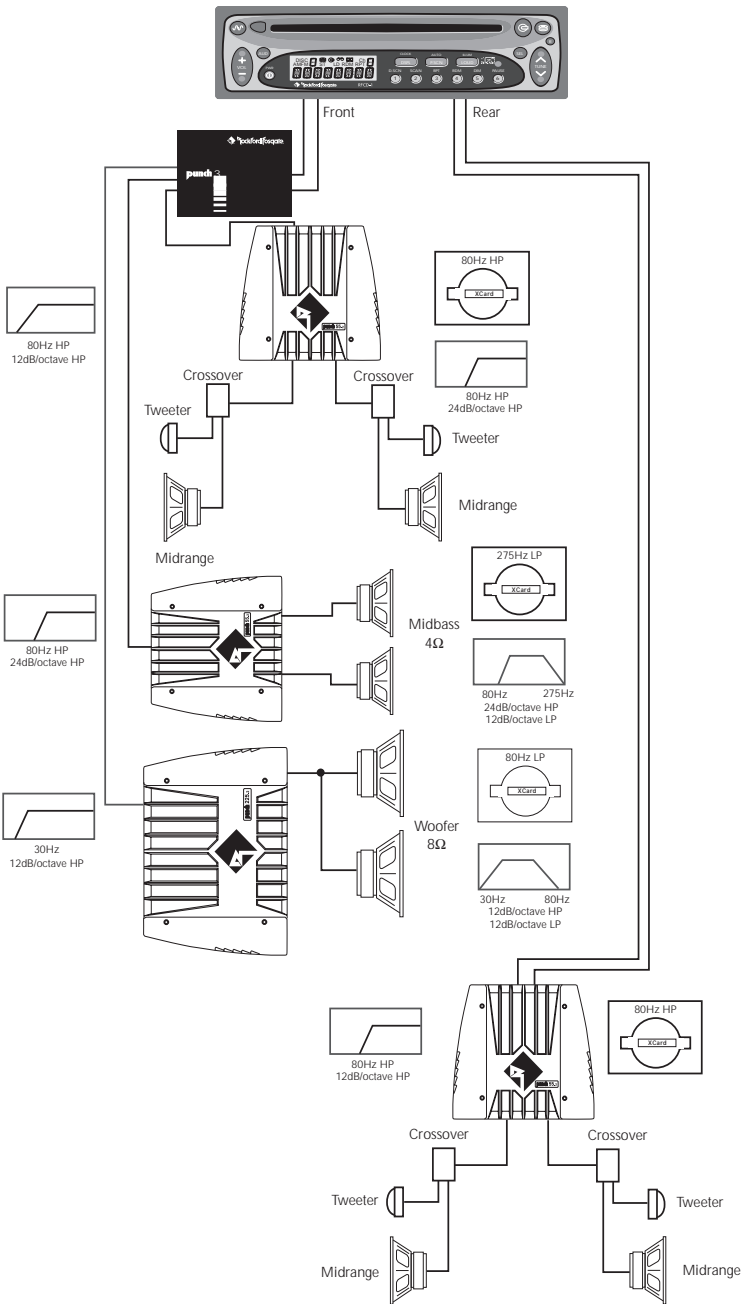 Front
Rear
rockford fosgate
punch 3
80Hz HP
XCard
80Hz HP
12dB/octave HP
80Hz HP
24dB/octave HP
Crossover
Crossover
Tweeter
Tweeter
Midrange
Midrange
275Hz LP
XCard
Midbass
4Ω
80Hz HP
24dB/octave HP
80Hz
275Hz
24dB/octave HP
12dB/octave LP
80Hz LP
XCard
Woofer
8Ω
30Hz
12dB/octave HP
30Hz
80Hz
12dB/octave HP
12dB/octave LP
80Hz HP
XCard
80Hz HP
12dB/octave HP
Crossover
Crossover
Tweeter
Tweeter
Midrange
Midrange